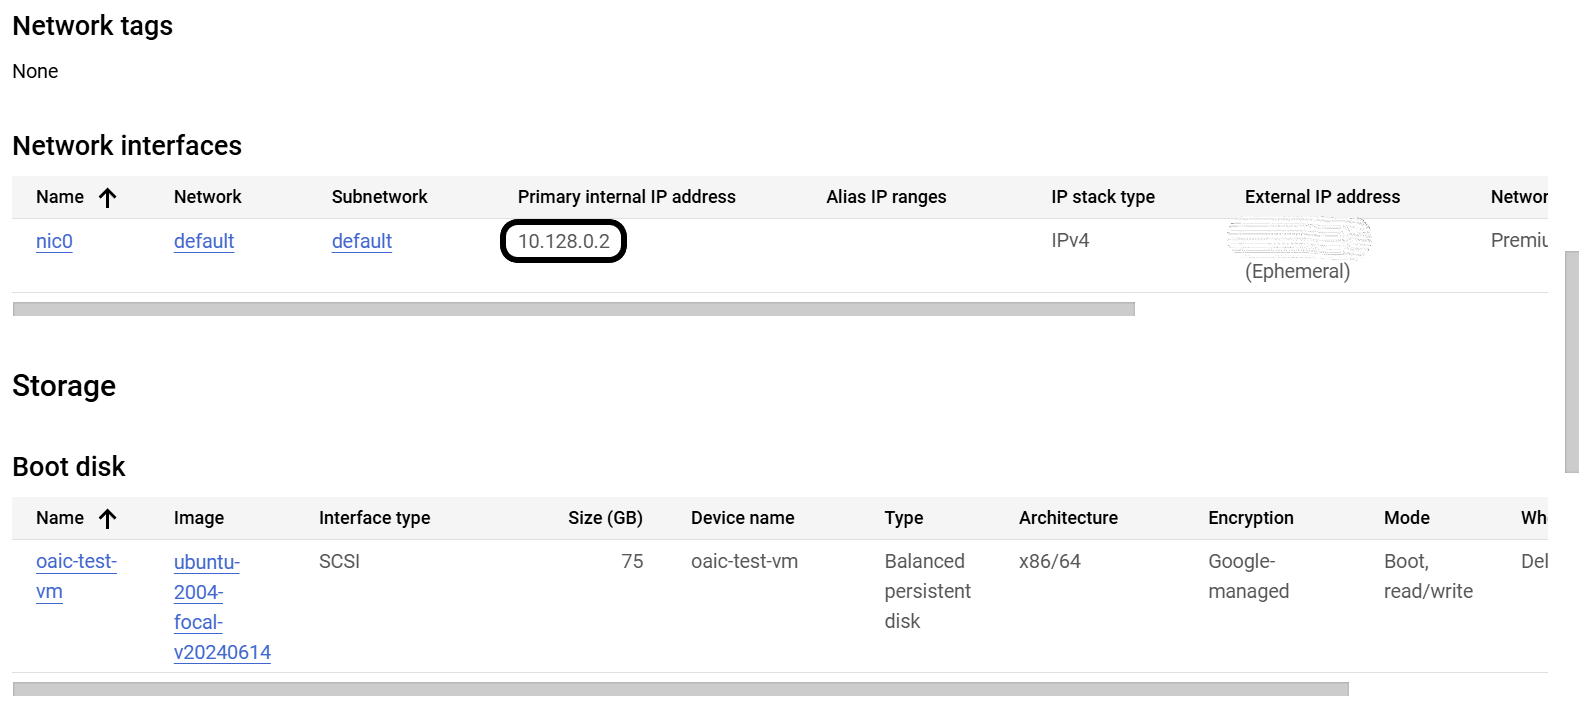 Network tags
None
Network interfaces
Name Network Subnetwork Primary internal IP address Alias IP ranges IP stack type External IP address Networ
nic0 default default 10.128.0.2 IPv4 Premiu
(Ephemeral)
Storage
Boot disk
Name Image Interface type Size (GB) Device name Type Architecture Encryption Mode Wh
oaic-test- ubuntu- SCSI 75 oaic-test-vm Balanced x86/64 Google- Boot, Del
vm 2004- persistent managed read/write
focal- disk
v20240614